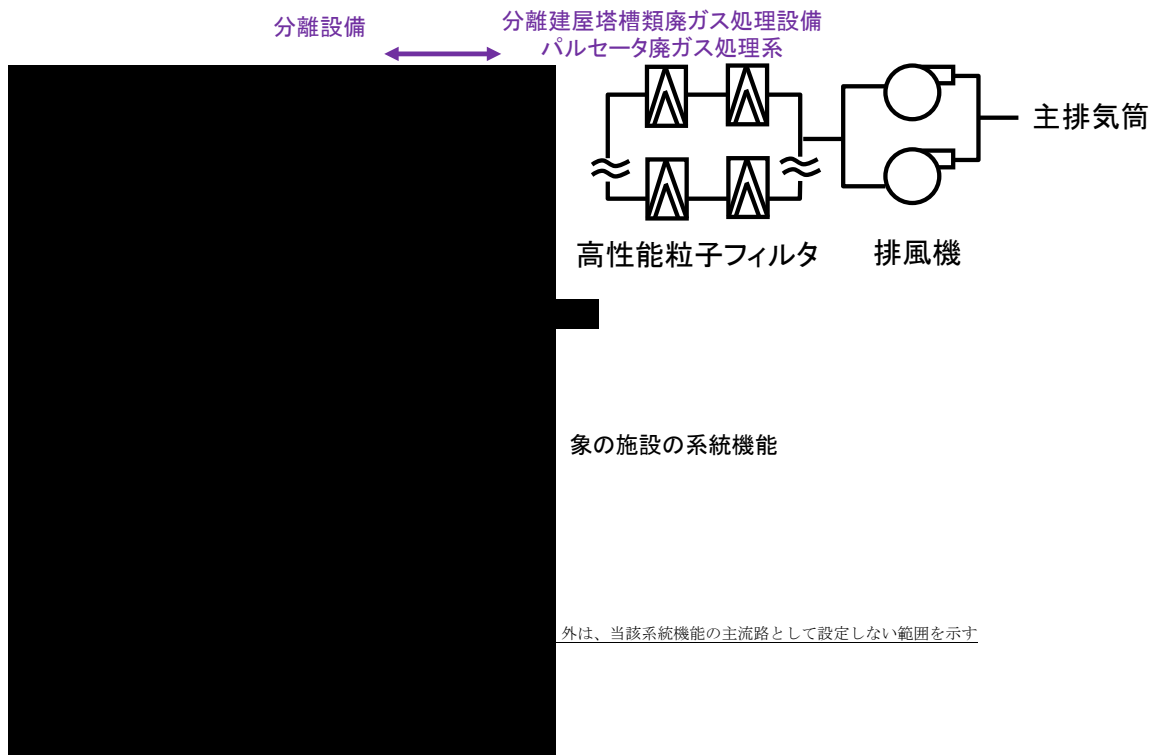 分離設備
分離建屋塔槽類廃ガス処理設備
パルセータ廃ガス処理系
主排気筒
高性能粒子フィルタ
排風機
象の施設の系統機能
外は、当該系統機能の主流路として設定しない範囲を示す